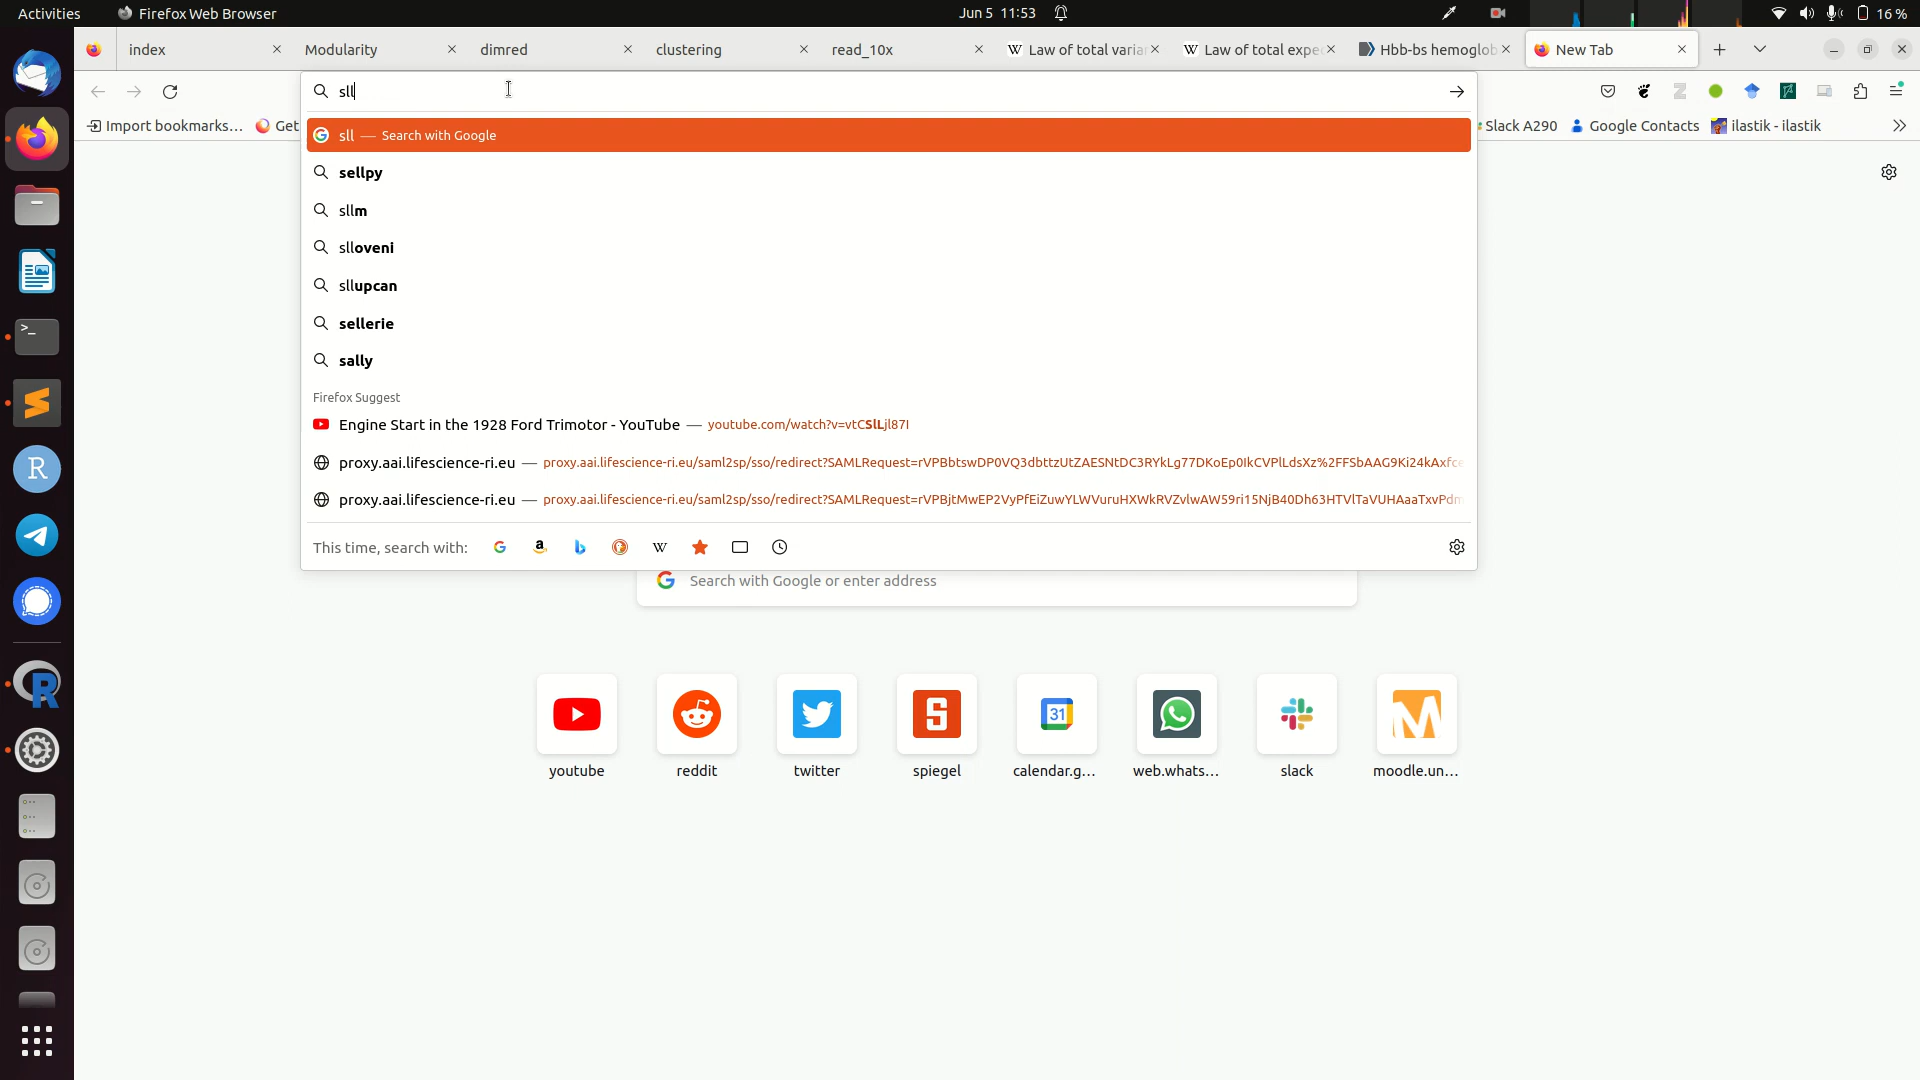 Activities Firefox Web Browser Jun 5 11:53 16 %
index Modularity dimred clustering read_10x Law of total varian Law of total expe Hbb-bs hemoglob New Tab
sll
Import bookmarks... Get Slack A290 Google Contacts ilastik - ilastik
sll — Search with Google
sellpy
sllm
slloveni
sllupcan
sellerie
sally
Firefox Suggest
Engine Start in the 1928 Ford Trimotor - YouTube — youtube.com/watch?v=vtCSlLjl87I
proxy.aai.lifescience-ri.eu — proxy.aai.lifescience-ri.eu/saml2sp/sso/redirect?SAMLRequest=rVPBbtswDP0VQ3dbttzUtZAESNtDC3RYkLg77DKoEp0IkCVPlLdsXz%2FFSbAAG9Ki24kAxfce
proxy.aai.lifescience-ri.eu — proxy.aai.lifescience-ri.eu/saml2sp/sso/redirect?SAMLRequest=rVPBjtMwEP2VyPfEiZuwYLWVuruHXWkRVZvlwAW59ri15NjB40Dh63HTVlTaVUHAaaTxvPdm
This time, search with:
Search with Google or enter address
youtube reddit twitter spiegel calendar.g... web.whats... slack moodle.un...